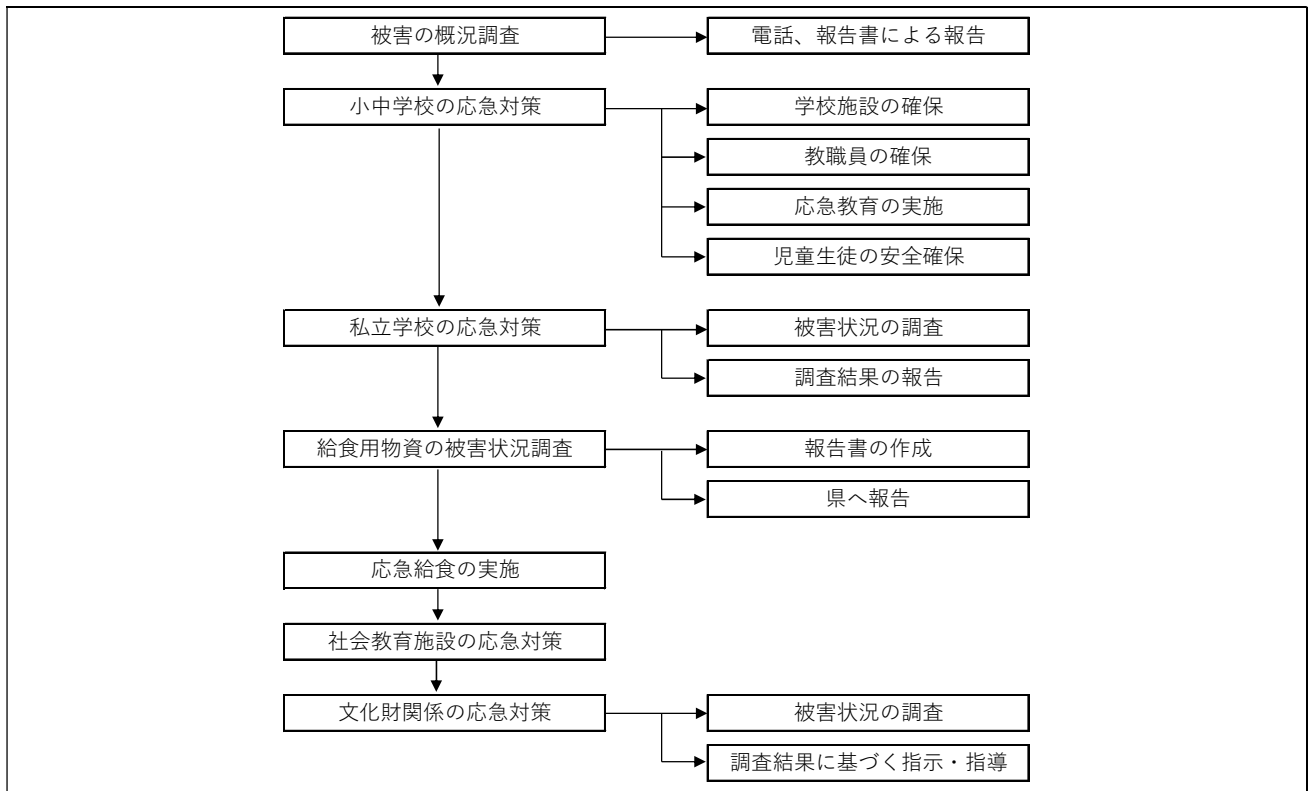 被害の概況調査
電話、報告書による報告
小中学校の応急対策
学校施設の確保
教職員の確保
応急教育の実施
児童生徒の安全確保
私立学校の応急対策
被害状況の調査
調査結果の報告
給食用物資の被害状況調査
報告書の作成
県へ報告
応急給食の実施
社会教育施設の応急対策
文化財関係の応急対策
被害状況の調査
調査結果に基づく指示・指導